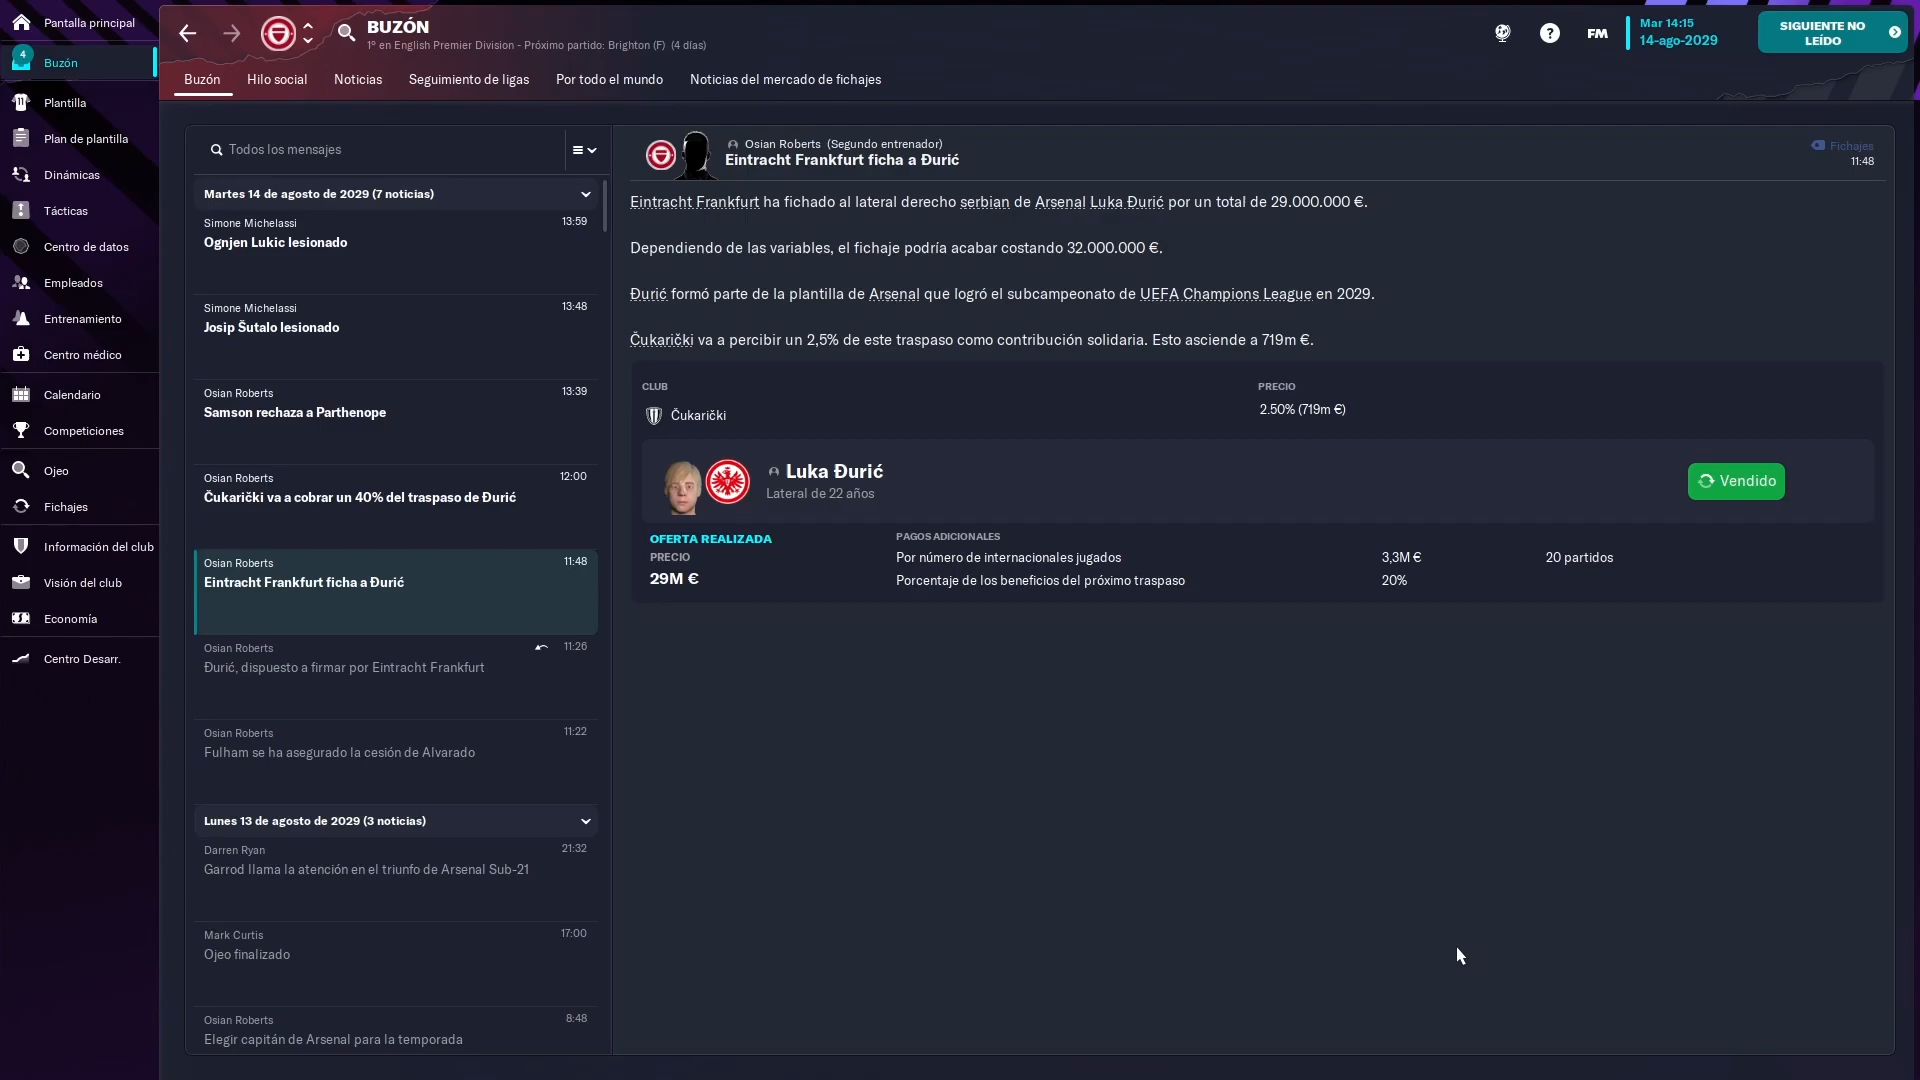 Pantalla principal
4
Buzón
Plantilla
Plan de plantilla
Dinámicas
Tácticas
Centro de datos
Empleados
Entrenamiento
Centro médico
Calendario
Competiciones
Ojeo
Fichajes
Información del club
Visión del club
Economía
Centro Desarr.
BUZÓN
1º en English Premier Division - Próximo partido: Brighton (F) (4 días)
FM
Mar 14:15
14-ago-2029
SIGUIENTE NO LEÍDO
Buzón Hilo social Noticias Seguimiento de ligas Por todo el mundo Noticias del mercado de fichajes
Todos los mensajes
Martes 14 de agosto de 2029 (7 noticias)
Simone Michelassi 13:59
Ognjen Lukic lesionado
Simone Michelassi 13:48
Josip Šutalo lesionado
Osian Roberts 13:39
Samson rechaza a Parthenope
Osian Roberts 12:00
Čukarički va a cobrar un 40% del traspaso de Đurić
Osian Roberts 11:48
Eintracht Frankfurt ficha a Đurić
Osian Roberts 11:26
Đurić, dispuesto a firmar por Eintracht Frankfurt
Osian Roberts 11:22
Fulham se ha asegurado la cesión de Alvarado
Lunes 13 de agosto de 2029 (3 noticias)
Darren Ryan 21:32
Garrod llama la atención en el triunfo de Arsenal Sub-21
Mark Curtis 17:00
Ojeo finalizado
Osian Roberts 8:48
Elegir capitán de Arsenal para la temporada
Osian Roberts (Segundo entrenador)
Eintracht Frankfurt ficha a Đurić
Fichajes
11:48
Eintracht Frankfurt ha fichado al lateral derecho serbian de Arsenal Luka Đurić por un total de 29.000.000 €.
Dependiendo de las variables, el fichaje podría acabar costando 32.000.000 €.
Đurić formó parte de la plantilla de Arsenal que logró el subcampeonato de UEFA Champions League en 2029.
Čukarički va a percibir un 2,5% de este traspaso como contribución solidaria. Esto asciende a 719m €.
CLUB PRECIO
Čukarički 2.50% (719m €)
Luka Đurić
Lateral de 22 años
Vendido
OFERTA REALIZADA
PRECIO
29M €
PAGOS ADICIONALES
Por número de internacionales jugados 3,3M € 20 partidos
Porcentaje de los beneficios del próximo traspaso 20%